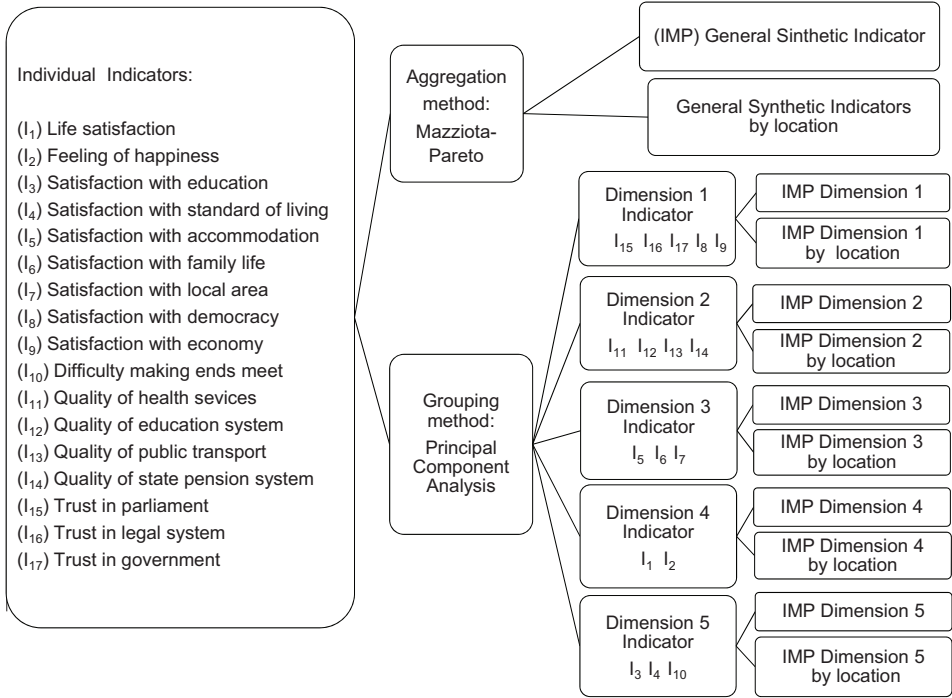 Individual Indicators:
(I₁) Life satisfaction
(I₂) Feeling of happiness
(I₃) Satisfaction with education
(I₄) Satisfaction with standard of living
(I₅) Satisfaction with accommodation
(I₆) Satisfaction with family life
(I₇) Satisfaction with local area
(I₈) Satisfaction with democracy
(I₉) Satisfaction with economy
(I₁₀) Difficulty making ends meet
(I₁₁) Quality of health sevices
(I₁₂) Quality of education system
(I₁₃) Quality of public transport
(I₁₄) Quality of state pension system
(I₁₅) Trust in parliament
(I₁₆) Trust in legal system
(I₁₇) Trust in government
Aggregation
method:
Mazziota-
Pareto
(IMP) General Sinthetic Indicator
General Synthetic Indicators
by location
Grouping
method:
Principal
Component
Analysis
Dimension 1
Indicator
I₁₅ I₁₆ I₁₇ I₈ I₉
IMP Dimension 1
IMP Dimension 1
by location
Dimension 2
Indicator
I₁₁ I₁₂ I₁₃ I₁₄
IMP Dimension 2
IMP Dimension 2
by location
Dimension 3
Indicator
I₅ I₆ I₇
IMP Dimension 3
IMP Dimension 3
by location
Dimension 4
Indicator
I₁ I₂
IMP Dimension 4
IMP Dimension 4
by location
Dimension 5
Indicator
I₃ I₄ I₁₀
IMP Dimension 5
IMP Dimension 5
by location